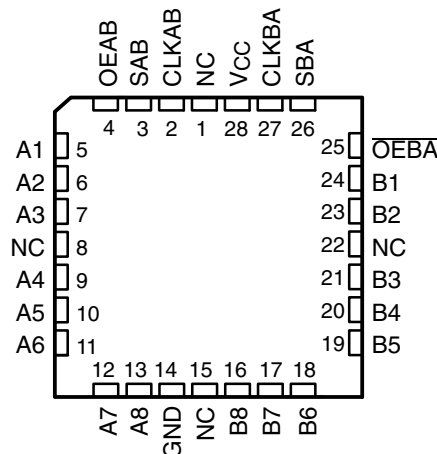 OEAB SAB CLKAB NC VCC CLKBA SBA
4 3 2 1 28 27 26
A1 5 25 OEBA
A2 6 24 B1
A3 7 23 B2
NC 8 22 NC
A4 9 21 B3
A5 10 20 B4
A6 11 19 B5
12 13 14 15 16 17 18
A7 A8 GND NC B8 B7 B6